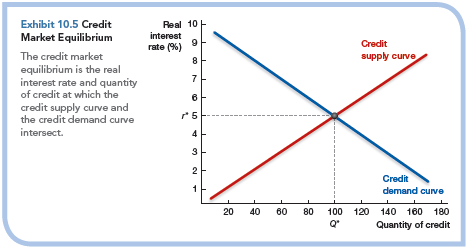 Exhibit 10.5 Credit
Market Equilibrium
The credit market
equilibrium is the real
interest rate and quantity
of credit at which the
credit supply curve and
the credit demand curve
intersect.
Real
interest
rate (%)
10
9
8
7
6
r* 5
4
3
2
1
Credit
supply curve
Credit
demand curve
20 40 60 80 100 120 140 160 180
Q*
Quantity of credit